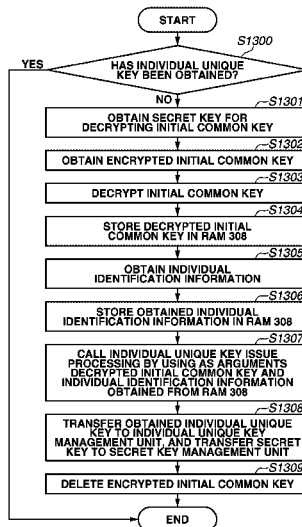 START
S1300
HAS INDIVIDUAL UNIQUE
KEY BEEN OBTAINED?
YES
NO
S1301
OBTAIN SECRET KEY FOR
DECRYPTING INITIAL COMMON KEY
S1302
OBTAIN ENCRYPTED INITIAL COMMON KEY
S1303
DECRYPT INITIAL COMMON KEY
S1304
STORE DECRYPTED INITIAL
COMMON KEY IN RAM 308
S1305
OBTAIN INDIVIDUAL
IDENTIFICATION INFORMATION
S1306
STORE OBTAINED INDIVIDUAL
IDENTIFICATION INFORMATION IN RAM 308
S1307
CALL INDIVIDUAL UNIQUE KEY ISSUE
PROCESSING BY USING AS ARGUMENTS
DECRYPTED INITIAL COMMON KEY AND
INDIVIDUAL IDENTIFICATION INFORMATION
OBTAINED FROM RAM 308
S1308
TRANSFER OBTAINED INDIVIDUAL UNIQUE
KEY TO INDIVIDUAL UNIQUE KEY
MANAGEMENT UNIT, AND TRANSFER SECRET
KEY TO SECRET KEY MANAGEMENT UNIT
S1309
DELETE ENCRYPTED INITIAL COMMON KEY
END